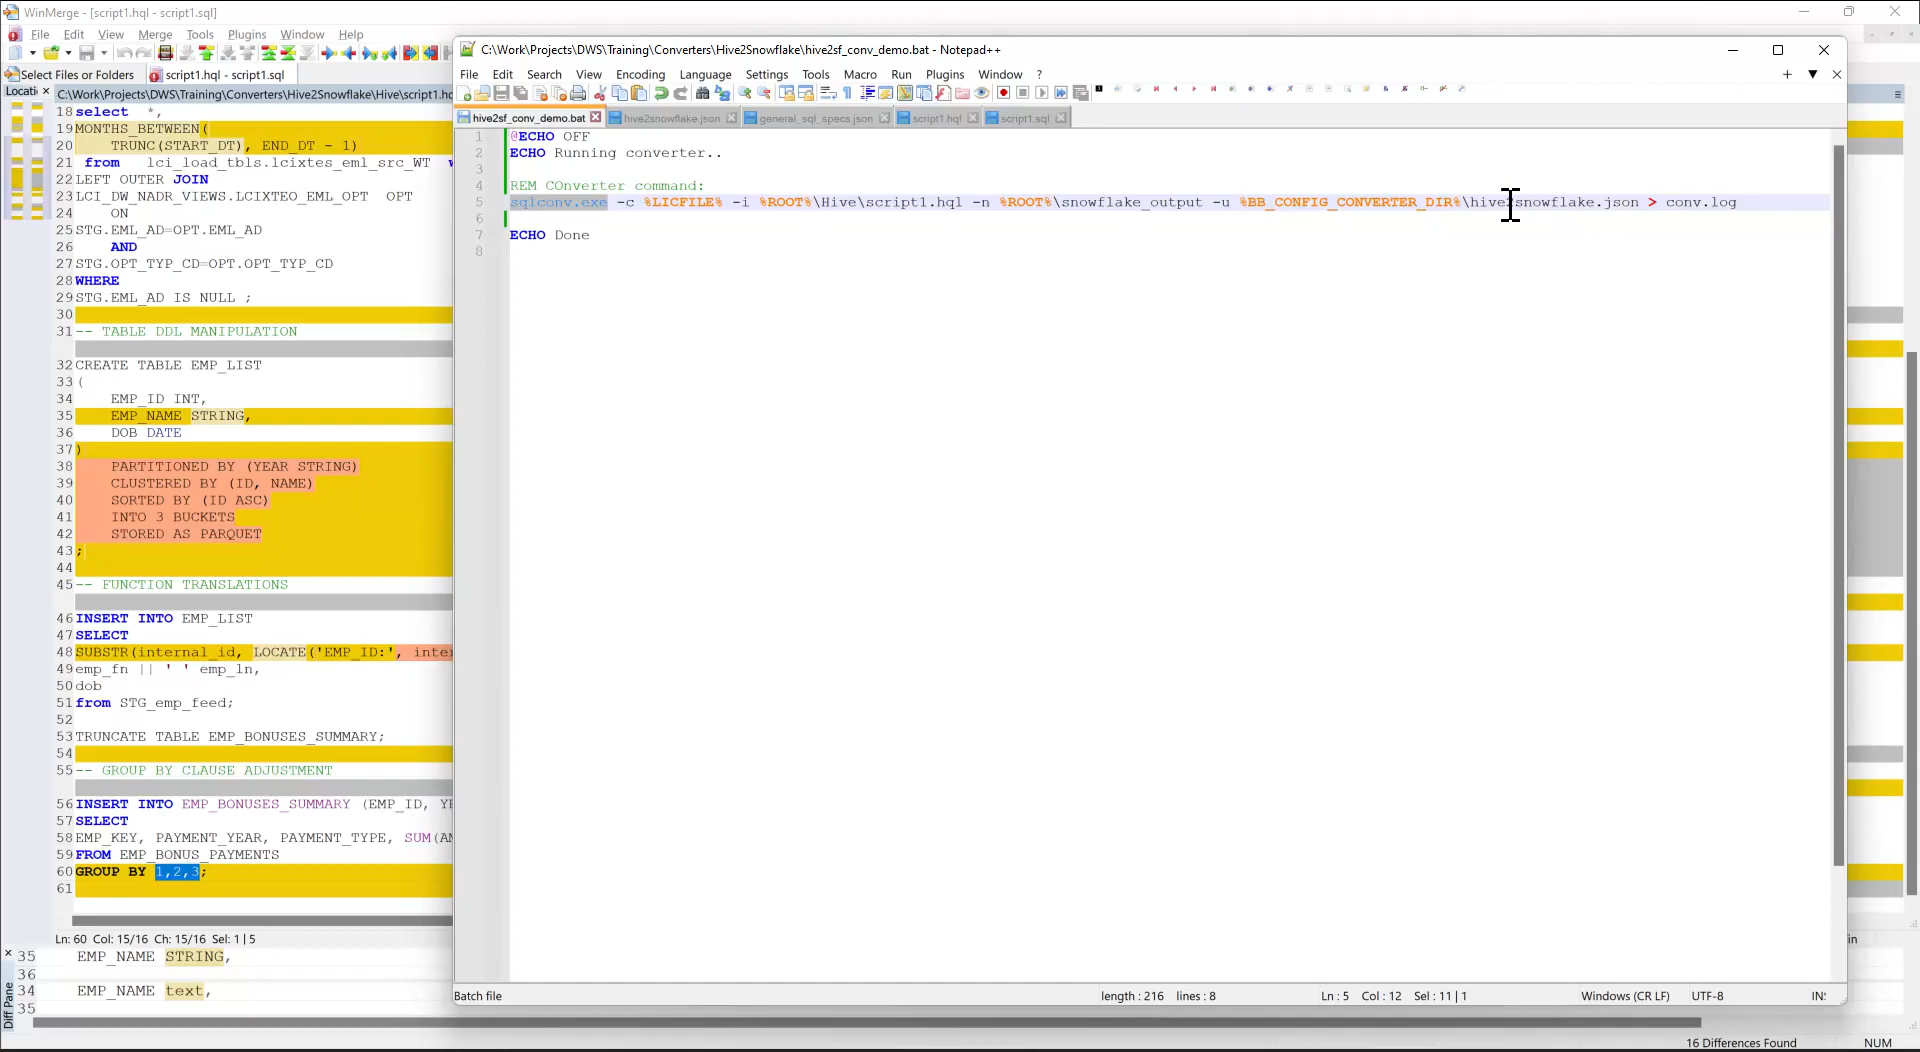 WinMerge - [script1.hql - script1.sql]
File Edit View Merge Tools Plugins Window Help
Select Files or Folders script1.hql - script1.sql
Locatio C:\Work\Projects\DWS\Training\Converters\Hive2Snowflake\Hive\script1.hq
18 select *,
19 MONTHS_BETWEEN(
20 TRUNC(START_DT), END_DT - 1)
21 from lci_load_tbls.lcixtes_eml_src_WT
22 LEFT OUTER JOIN
23 LCI_DW_NADR_VIEWS.LCIXTEO_EML_OPT OPT
24 ON
25 STG.EML_AD=OPT.EML_AD
26 AND
27 STG.OPT_TYP_CD=OPT.OPT_TYP_CD
28 WHERE
29 STG.EML_AD IS NULL ;
30
31 -- TABLE DDL MANIPULATION
32 CREATE TABLE EMP_LIST
33 (
34 EMP_ID INT,
35 EMP_NAME STRING,
36 DOB DATE
37 )
38 PARTITIONED BY (YEAR STRING)
39 CLUSTERED BY (ID, NAME)
40 SORTED BY (ID ASC)
41 INTO 3 BUCKETS
42 STORED AS PARQUET
43 ;
44
45 -- FUNCTION TRANSLATIONS
46 INSERT INTO EMP_LIST
47 SELECT
48 SUBSTR(internal_id, LOCATE('EMP_ID:', inter
49 emp_fn || ' ' emp_ln,
50 dob
51 from STG_emp_feed;
52
53 TRUNCATE TABLE EMP_BONUSES_SUMMARY;
54
55 -- GROUP BY CLAUSE ADJUSTMENT
56 INSERT INTO EMP_BONUSES_SUMMARY (EMP_ID, YE
57 SELECT
58 EMP_KEY, PAYMENT_YEAR, PAYMENT_TYPE, SUM(AM
59 FROM EMP_BONUS_PAYMENTS
60 GROUP BY 1,2,3;
61
Ln: 60 Col: 15/16 Ch: 15/16 Sel: 1 | 5
35 EMP_NAME STRING,
36
34 EMP_NAME text,
35
Diff Pane
C:\Work\Projects\DWS\Training\Converters\Hive2Snowflake\hive2sf_conv_demo.bat - Notepad++
File Edit Search View Encoding Language Settings Tools Macro Run Plugins Window ?
hive2sf_conv_demo.bat hive2snowflake.json general_sql_specs.json script1.hql script1.sql
1 @ECHO OFF
2 ECHO Running converter..
3
4 REM COnverter command:
5 sqlconv.exe -c %LICFILE% -i %ROOT%\Hive\script1.hql -n %ROOT%\snowflake_output -u %BB_CONFIG_CONVERTER_DIR%\hive2snowflake.json > conv.log
6
7 ECHO Done
8
Batch file length : 216 lines : 8 Ln : 5 Col : 12 Sel : 11 | 1 Windows (CR LF) UTF-8 IN:
in
16 Differences Found NUM